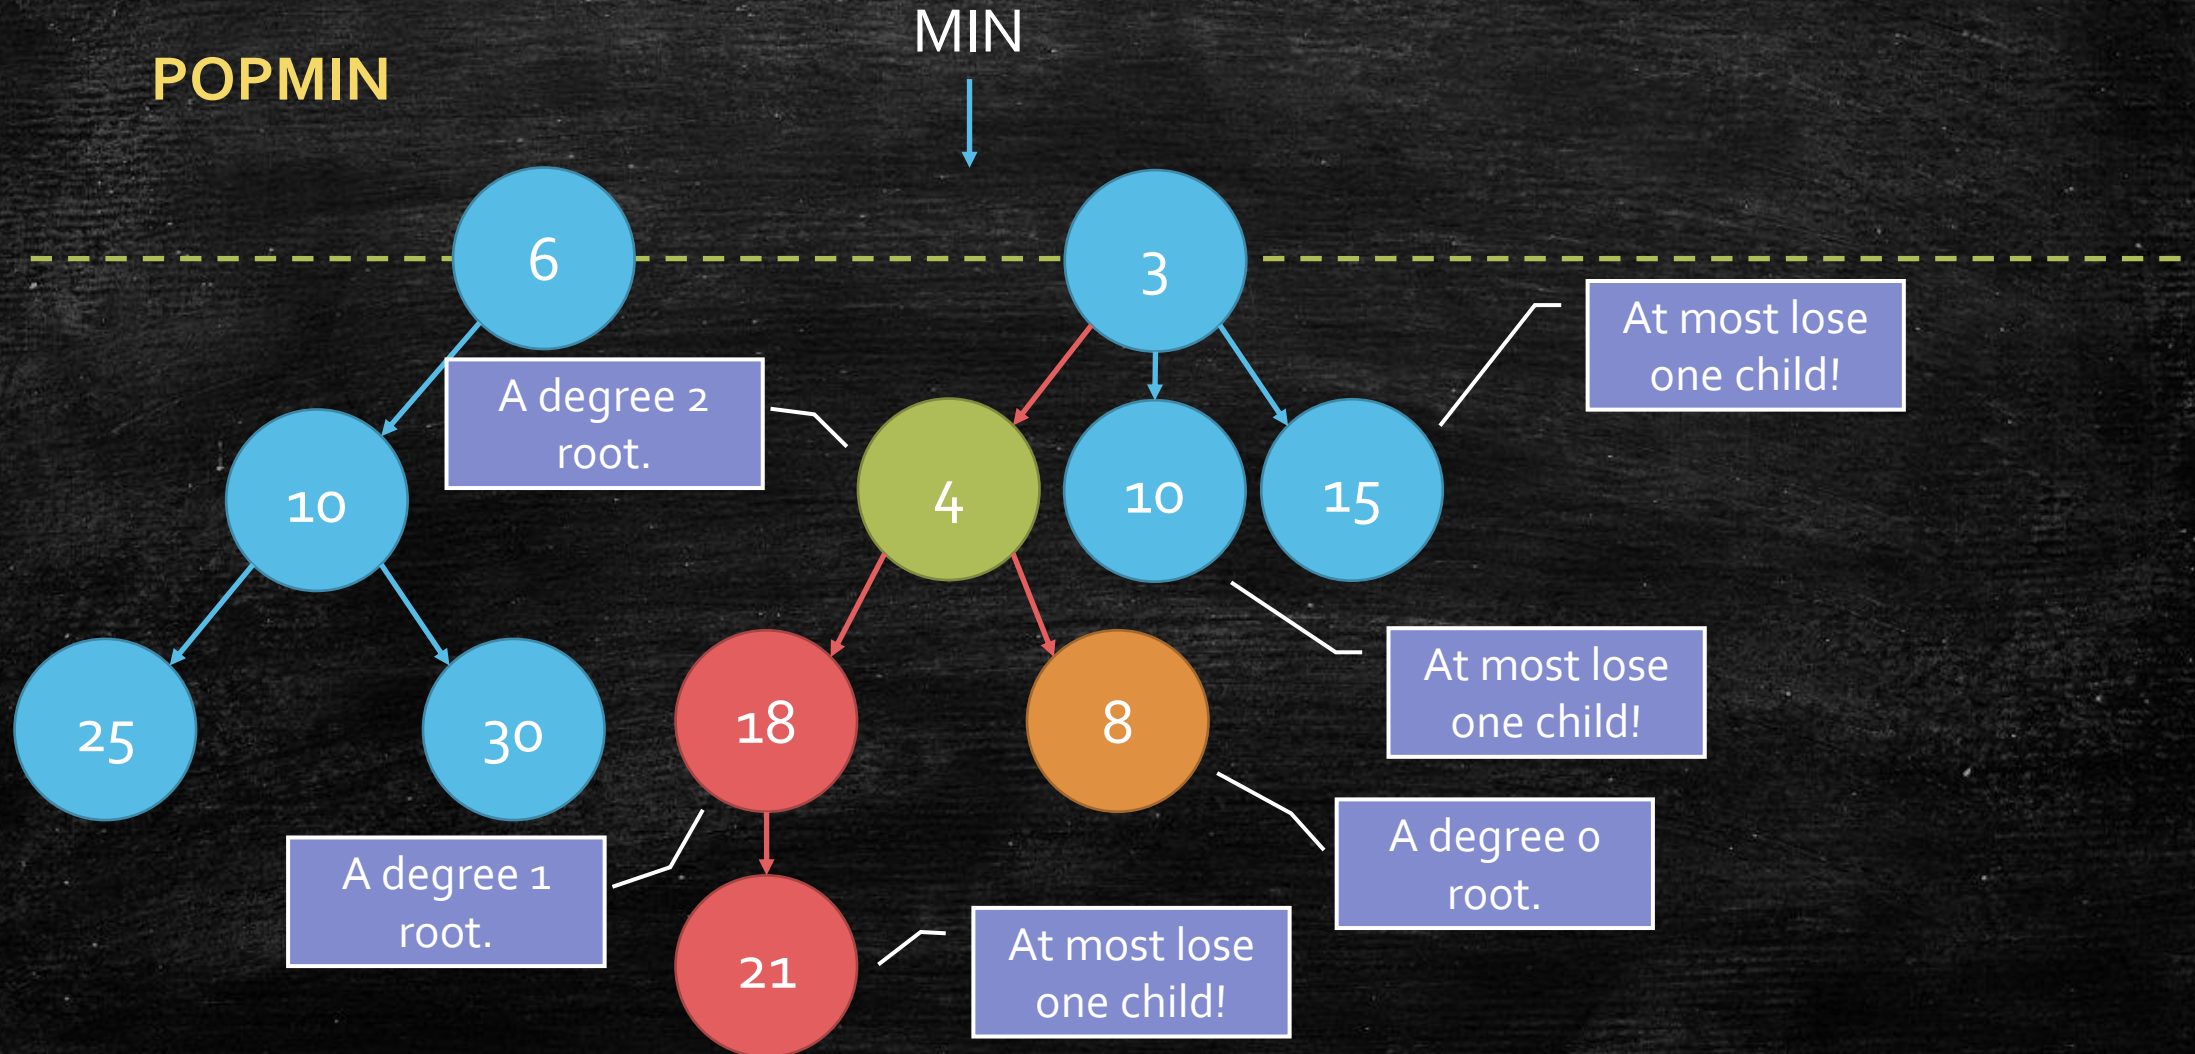 MIN
POPMIN
6
3
At most lose
one child!
A degree 2
root.
4
10
15
10
At most lose
one child!
25
30
18
8
A degree 0
root.
A degree 1
root.
21
At most lose
one child!